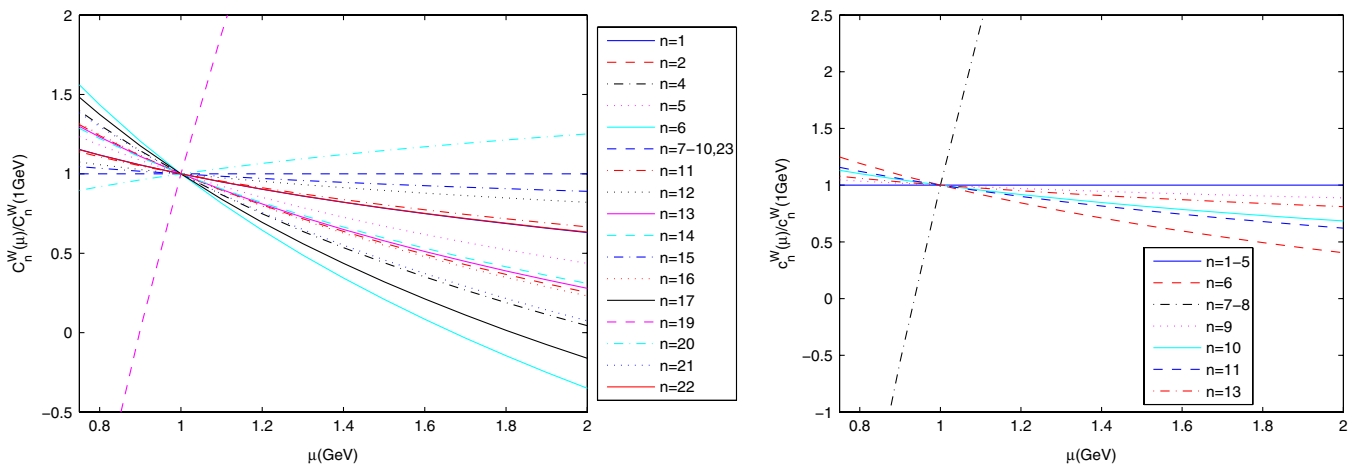 2
1.5
1
0.5
0
−0.5
C_n^W(μ)/C_n^W(1GeV)
0.8 1 1.2 1.4 1.6 1.8 2
μ(GeV)
n=1
n=2
n=4
n=5
n=6
n=7−10,23
n=11
n=12
n=13
n=14
n=15
n=16
n=17
n=19
n=20
n=21
n=22
2.5
2
1.5
1
0.5
0
−0.5
−1
c_n^W(μ)/c_n^W(1GeV)
0.8 1 1.2 1.4 1.6 1.8 2
μ(GeV)
n=1−5
n=6
n=7−8
n=9
n=10
n=11
n=13